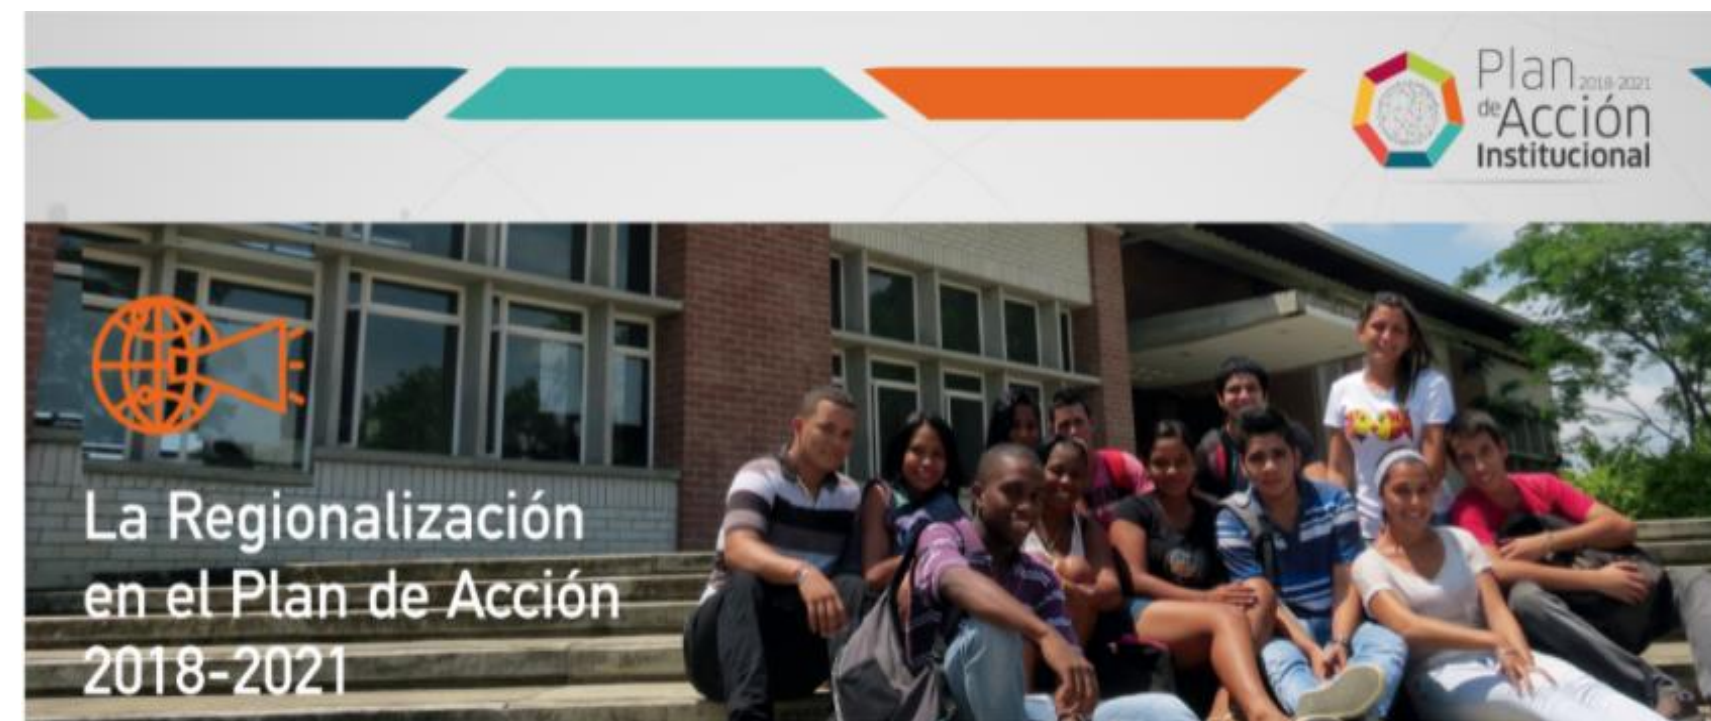 Plan 2018-2021
de Acción
Institucional
La Regionalización
en el Plan de Acción
2018-2021